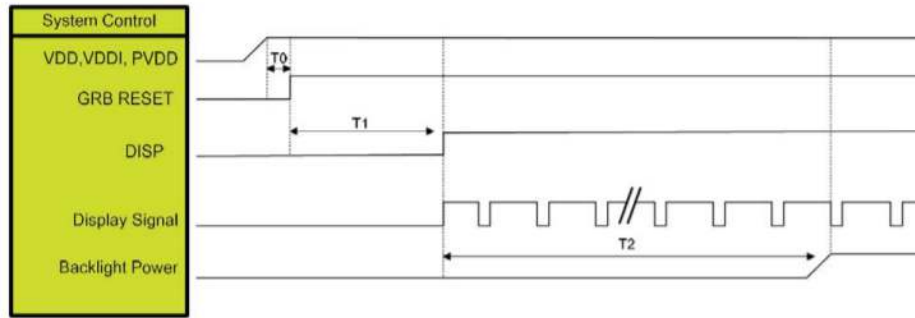 System Control
VDD,VDDI, PVDD
T0
GRB RESET
T1
DISP
Display Signal
T2
Backlight Power